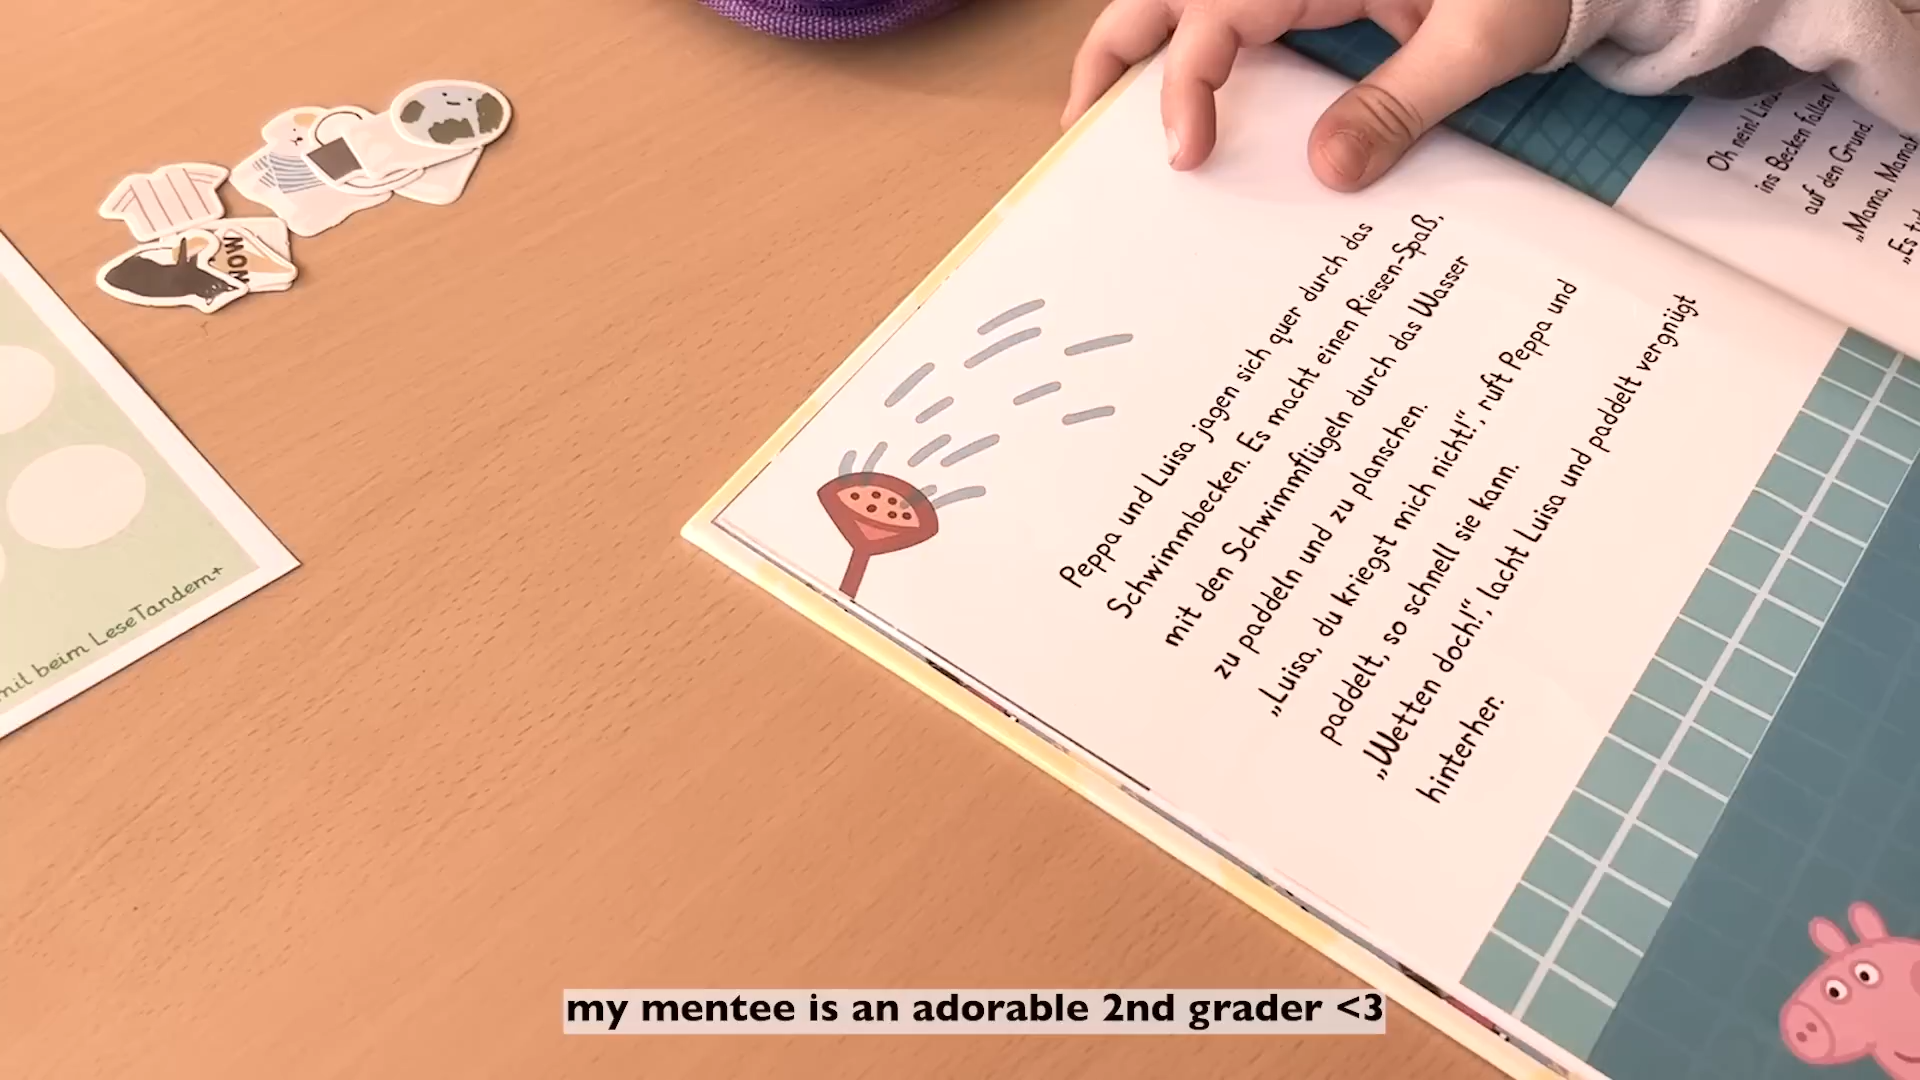 WOW
mit beim LeseTandem+
Peppa und Luisa jagen sich quer durch das
Schwimmbecken. Es macht einen Riesen-Spaß,
mit den Schwimmflügeln durch das Wasser
zu paddeln und zu planschen.
„Luisa, du kriegst mich nicht!“, ruft Peppa und
paddelt, so schnell sie kann.
„Wetten doch!“, lacht Luisa und paddelt vergnügt
hinterher.
Oh nein!
ins Becken fallen
auf den Grund.
„Mama, Mama!
„Es
my mentee is an adorable 2nd grader <3